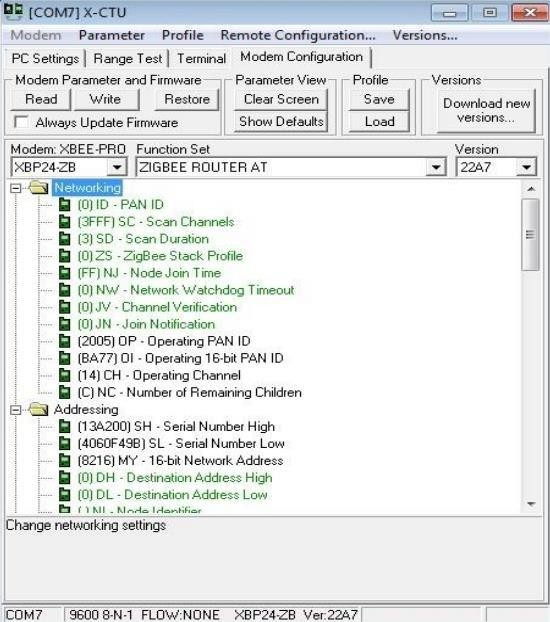 [COM7] X-CTU
Modem Parameter Profile Remote Configuration... Versions...
PC Settings Range Test Terminal Modem Configuration
Modem Parameter and Firmware Parameter View Profile Versions
Read Write Restore Clear Screen Save Download new versions...
Always Update Firmware Show Defaults Load
Modem: XBEE-PRO Function Set Version
XBP24-ZB ZIGBEE ROUTER AT 22A7
Networking
(0) ID - PAN ID
(3FFF) SC - Scan Channels
(3) SD - Scan Duration
(0) ZS - ZigBee Stack Profile
(FF) NJ - Node Join Time
(0) NW - Network Watchdog Timeout
(0) JV - Channel Verification
(0) JN - Join Notification
(2005) OP - Operating PAN ID
(BA77) OI - Operating 16-bit PAN ID
(14) CH - Operating Channel
(C) NC - Number of Remaining Children
Addressing
(13A200) SH - Serial Number High
(4060F49B) SL - Serial Number Low
(8216) MY - 16-bit Network Address
(0) DH - Destination Address High
(0) DL - Destination Address Low
( ) NI - Node Identifier
Change networking settings
COM7 9600 8-N-1 FLOW:NONE XBP24-ZB Ver:22A7